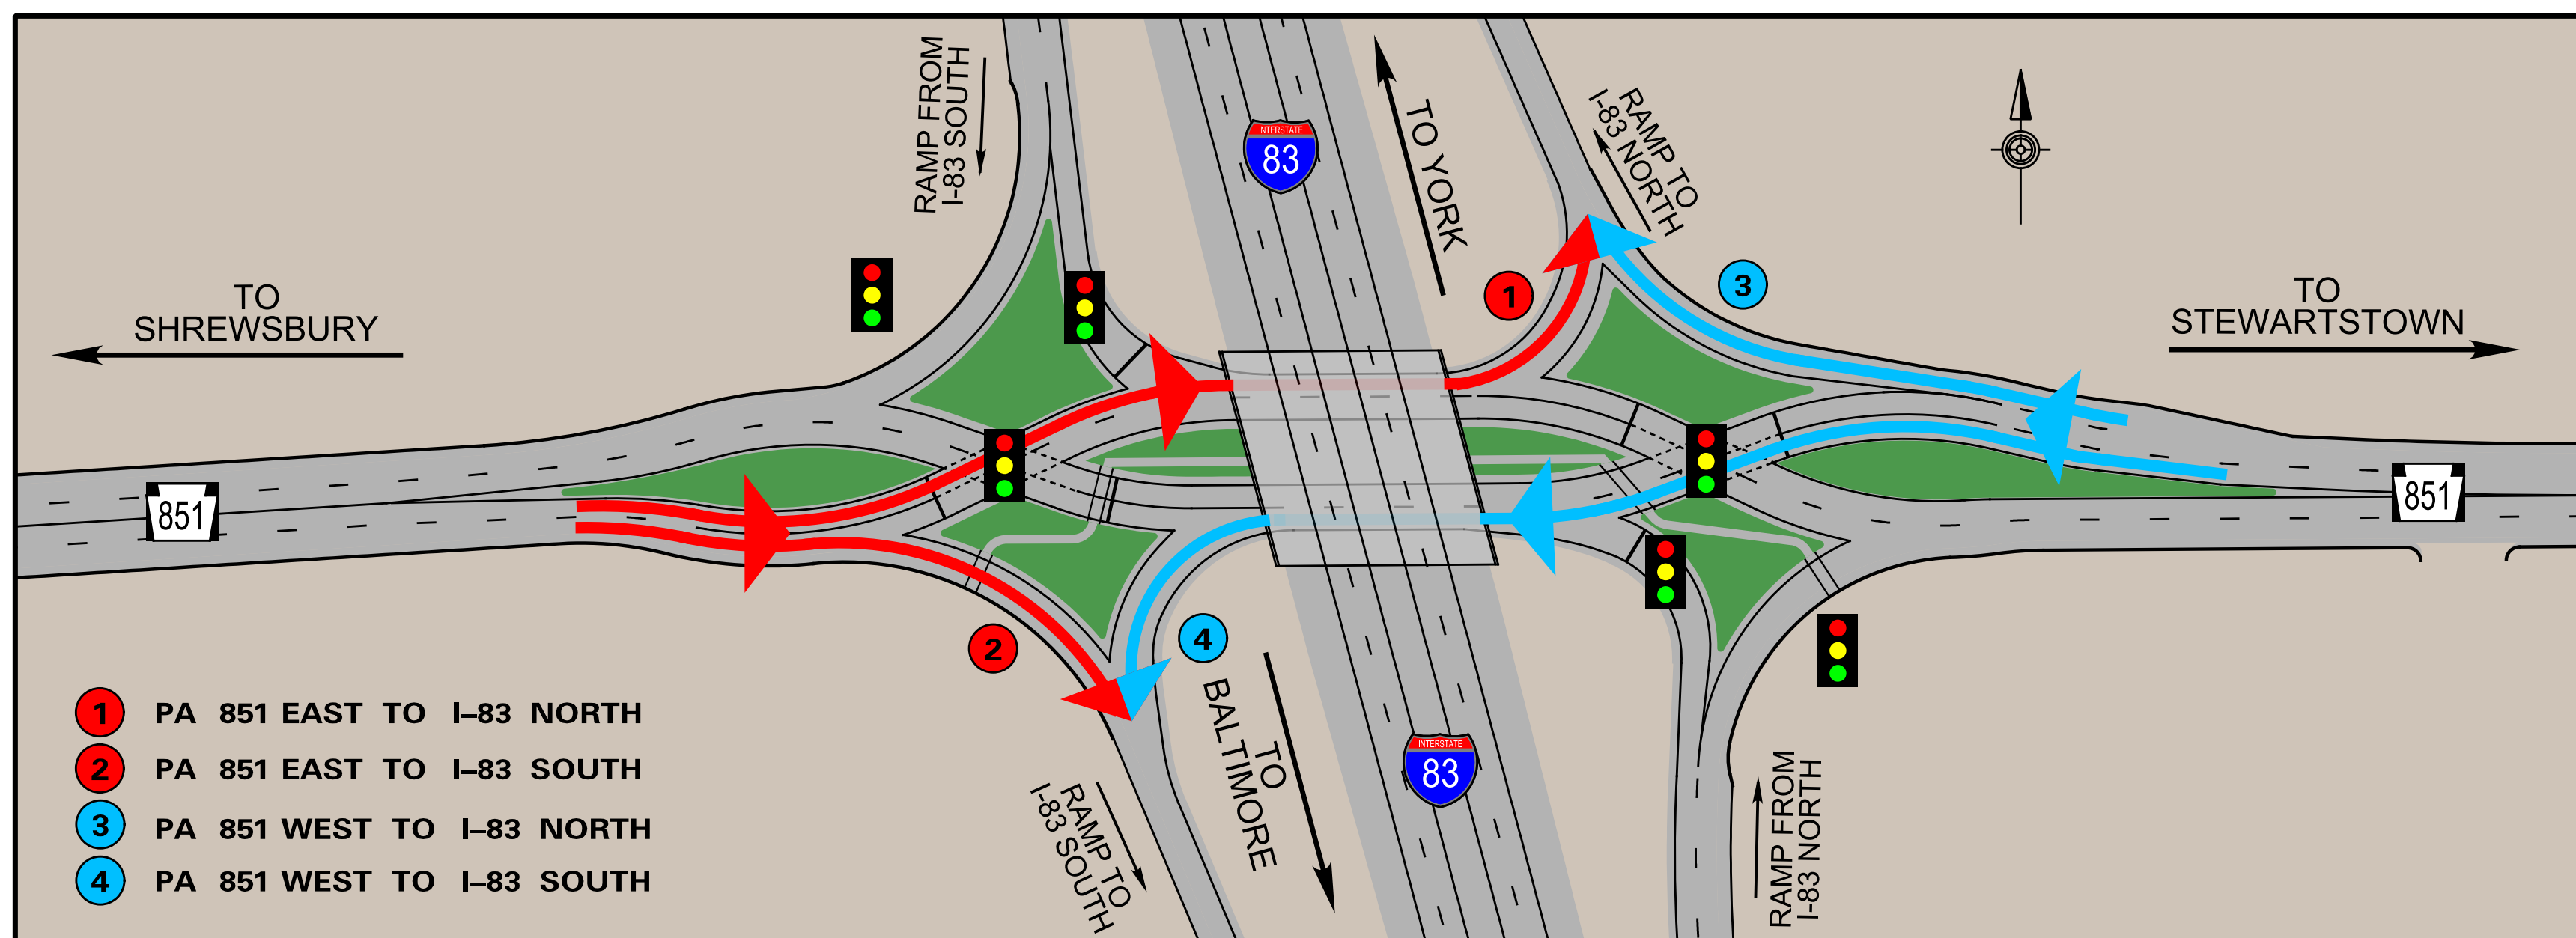 RAMP FROM
I-83 SOUTH
INTERSTATE
83
TO YORK
RAMP TO
I-83 NORTH
TO
SHREWSBURY
1
3
TO
STEWARTSTOWN
851
851
2
4
TO
BALTIMORE
INTERSTATE
83
RAMP TO
I-83 SOUTH
RAMP FROM
I-83 NORTH
1 PA 851 EAST TO I-83 NORTH
2 PA 851 EAST TO I-83 SOUTH
3 PA 851 WEST TO I-83 NORTH
4 PA 851 WEST TO I-83 SOUTH